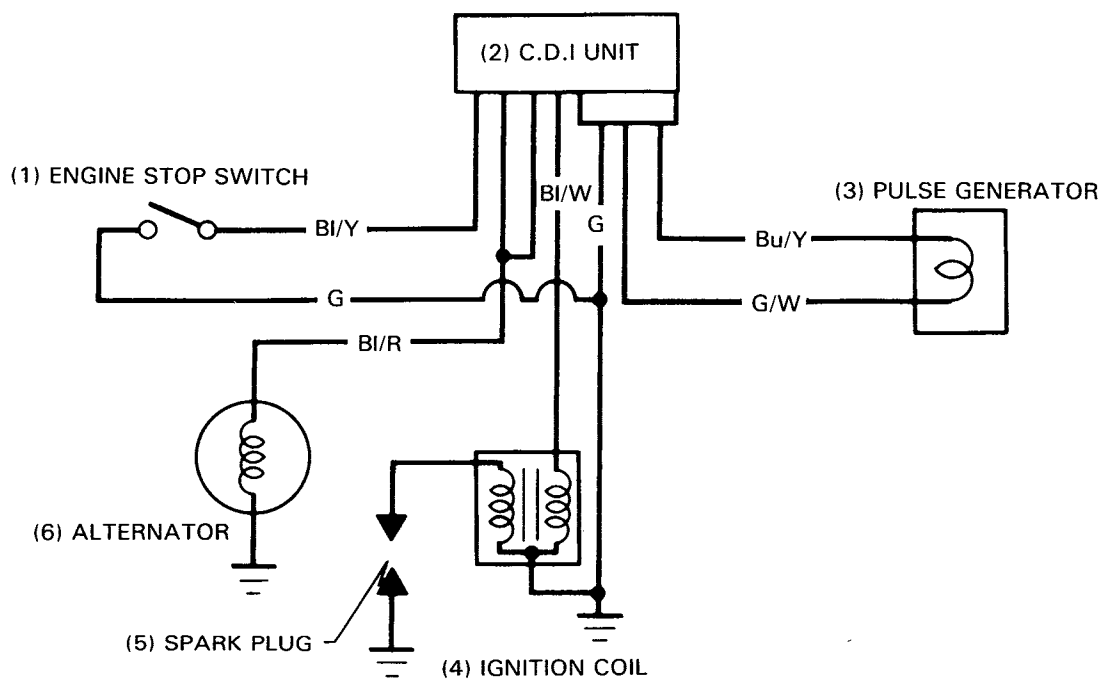 (2) C.D.I UNIT
(1) ENGINE STOP SWITCH
(3) PULSE GENERATOR
Bl/W
Bl/Y
G
Bu/Y
G
G/W
Bl/R
(6) ALTERNATOR
(5) SPARK PLUG
(4) IGNITION COIL